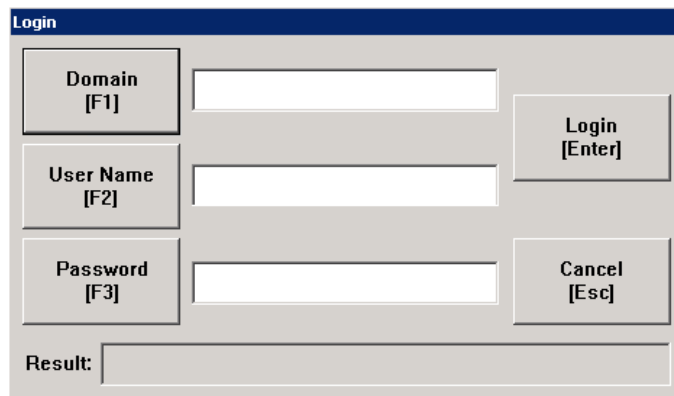 Login
Domain
[F1]
Login
[Enter]
User Name
[F2]
Password
[F3]
Cancel
[Esc]
Result: